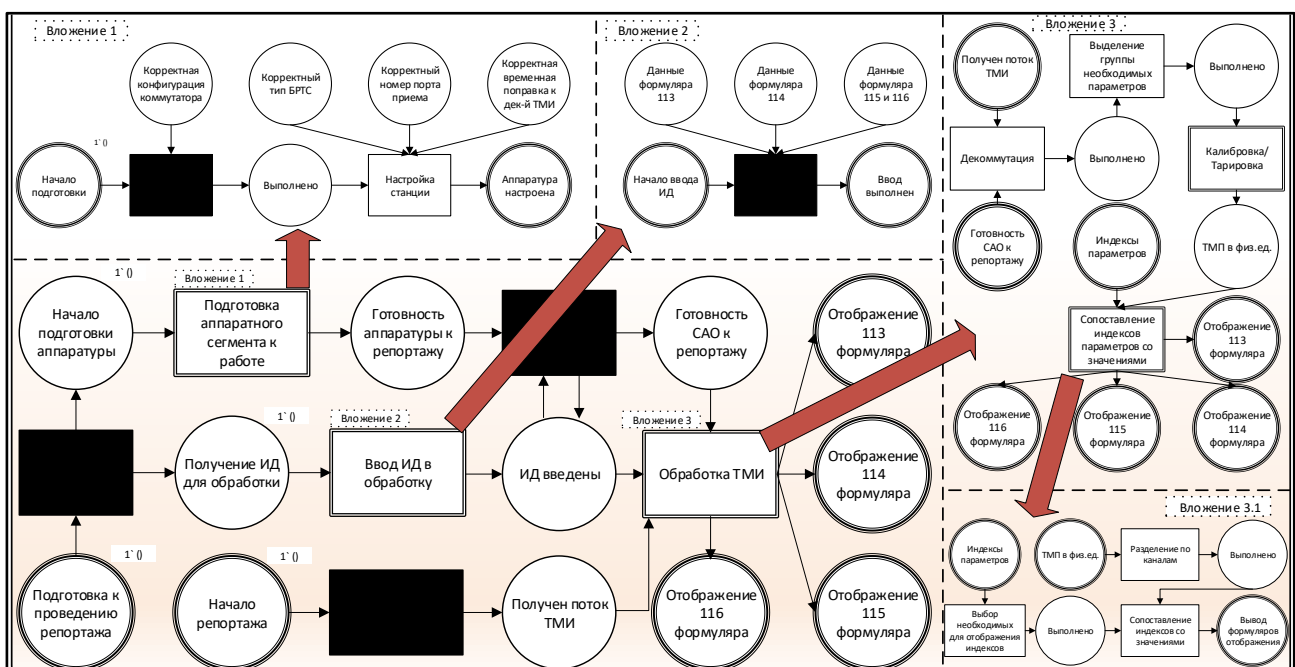 Вложение 1
Корректная
конфигурация
коммутатора
Корректный
тип БРТС
Корректный
номер порта
приема
Корректная
временная
поправка к
дек-й ТМИ
1`()
Начало
подготовки
Выполнено
Настройка
станции
Аппаратура
настроена
Вложение 2
Данные
формуляра
113
Данные
формуляра
114
Данные
формуляра
115 и 116
Начало ввода
ИД
Ввод
выполнен
Вложение 3
Получен поток
ТМИ
Выделение
группы
необходимых
параметров
Выполнено
Декоммутация
Выполнено
Калибровка/
Тарировка
Готовность
САО к
репортажу
Индексы
параметров
ТМП в физ.ед.
Сопоставление
индексов
параметров со
значениями
Отображение
113
формуляра
Отображение
116
формуляра
Отображение
115
формуляра
Отображение
114
формуляра
1`()
Начало
подготовки
аппаратуры
Вложение 1
Подготовка
аппаратного
сегмента к
работе
Готовность
аппаратуры к
репортажу
Готовность
САО к
репортажу
Отображение
113
формуляра
1`()
Получение ИД
для обработки
Вложение 2
Ввод ИД в
обработку
ИД введены
Вложение 3
Обработка ТМИ
Отображение
114
формуляра
1`()
Подготовка к
проведению
репортажа
1`()
Начало
репортажа
Получен поток
ТМИ
Отображение
116
формуляра
Отображение
115
формуляра
Вложение 3.1
Индексы
параметров
ТМП в физ.ед.
Разделение по
каналам
Выполнено
Выбор
необходимых
для отображения
индексов
Выполнено
Сопоставление
индексов со
значениями
Вывод
формуляров
отображения